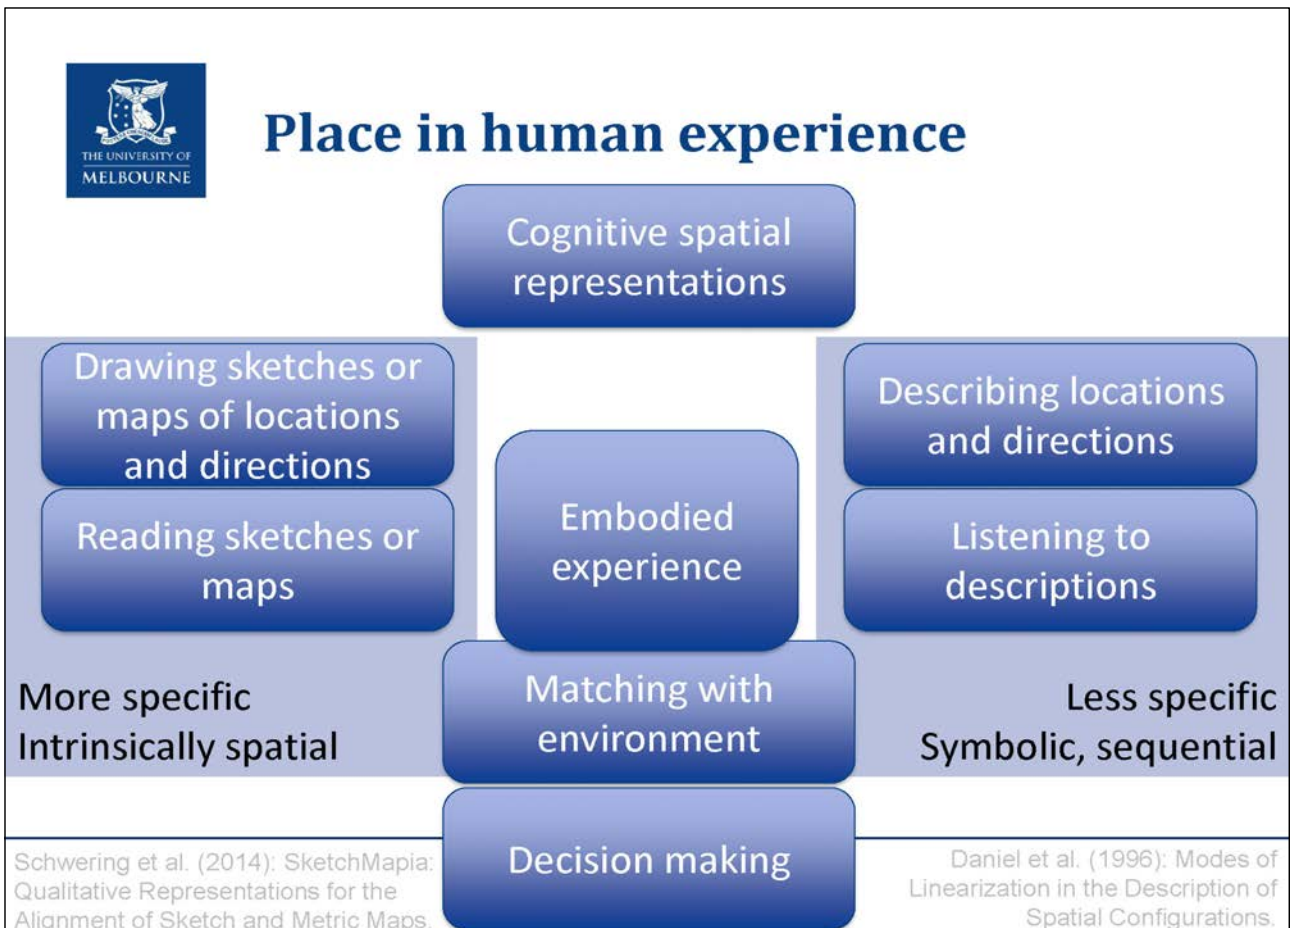 THE UNIVERSITY OF
MELBOURNE
Place in human experience
Cognitive spatial
representations
Drawing sketches or
maps of locations
and directions
Reading sketches or
maps
More specific
Intrinsically spatial
Embodied
experience
Matching with
environment
Decision making
Describing locations
and directions
Listening to
descriptions
Less specific
Symbolic, sequential
Schwering et al. (2014): SketchMapia:
Qualitative Representations for the
Alignment of Sketch and Metric Maps.
Daniel et al. (1996): Modes of
Linearization in the Description of
Spatial Configurations.